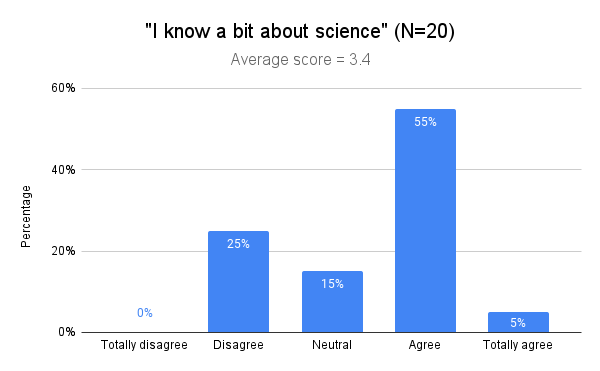 "I know a bit about science" (N=20)
Average score = 3.4
Percentage
60%
40%
20%
0%
0%
25%
15%
55%
5%
Totally disagree
Disagree
Neutral
Agree
Totally agree